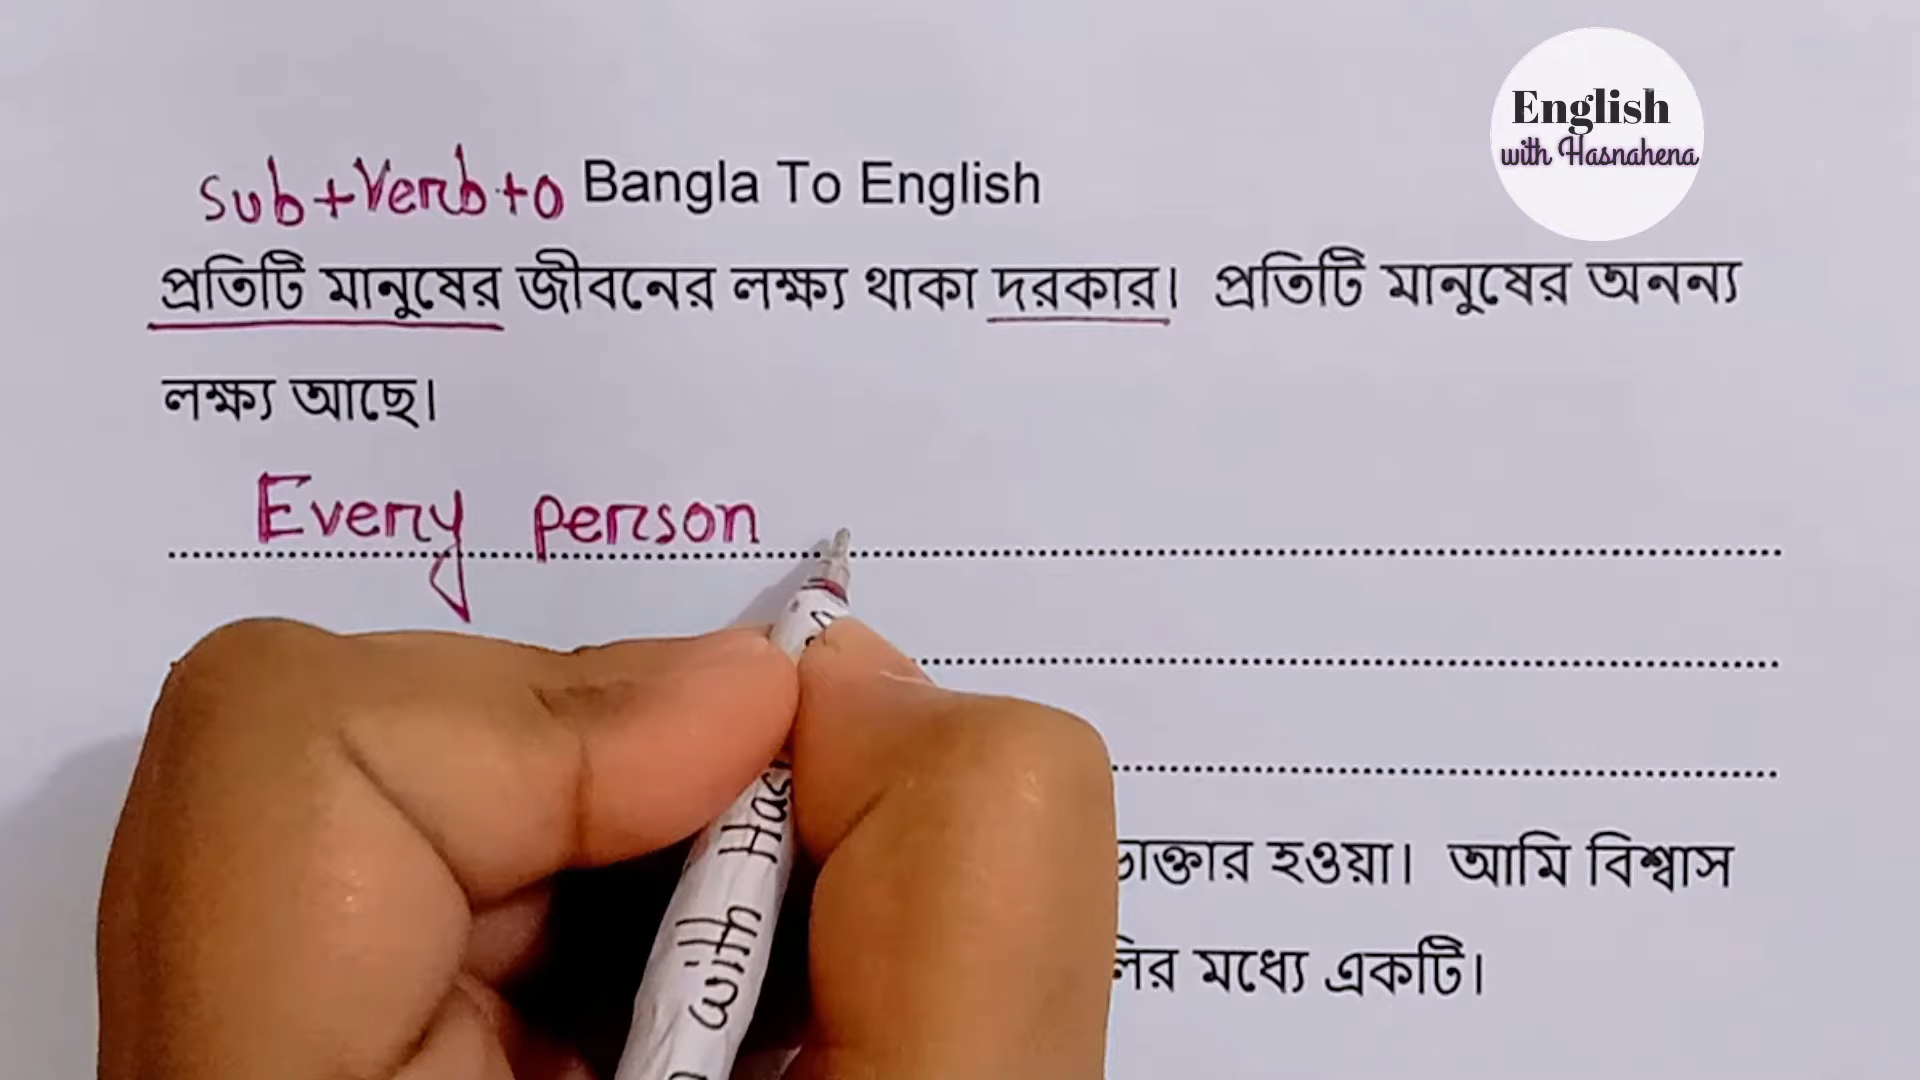 English
with Hasnahena
Sub+Verb+o Bangla To English
প্রতিটি মানুষের জীবনের লক্ষ্য থাকা দরকার। প্রতিটি মানুষের অনন্য
লক্ষ্য আছে।
Every person
হওয়া। আমি বিশ্বাস
মধ্যে একটি।
with